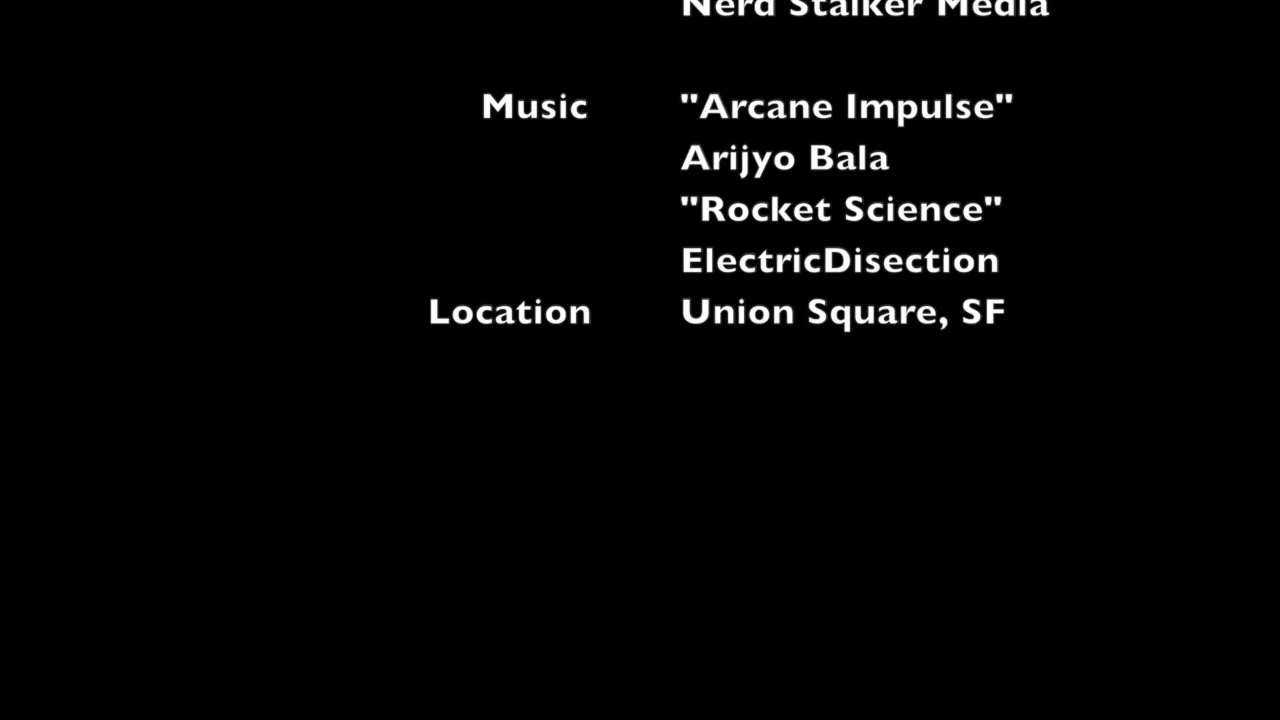 Nerd Stalker Media
Music "Arcane Impulse"
Arijyo Bala
"Rocket Science"
ElectricDisection
Location Union Square, SF